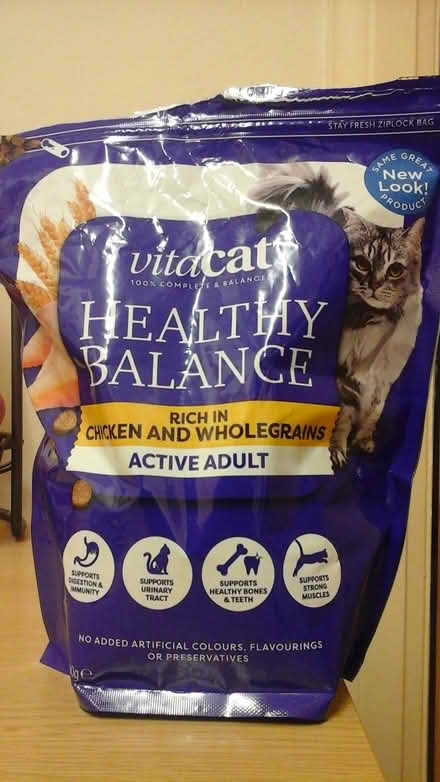 STAY FRESH ZIPLOCK BAG
SAME GREAT
New
Look!
PRODUCT
vitacat
100% COMPLETE & BALANCED
HEALTHY
BALANCE
RICH IN
CHICKEN AND WHOLEGRAINS
ACTIVE ADULT
SUPPORTS
DIGESTION &
IMMUNITY
SUPPORTS
URINARY
TRACT
SUPPORTS
HEALTHY BONES
& TEETH
SUPPORTS
STRONG
MUSCLES
NO ADDED ARTIFICIAL COLOURS, FLAVOURINGS
OR PRESERVATIVES